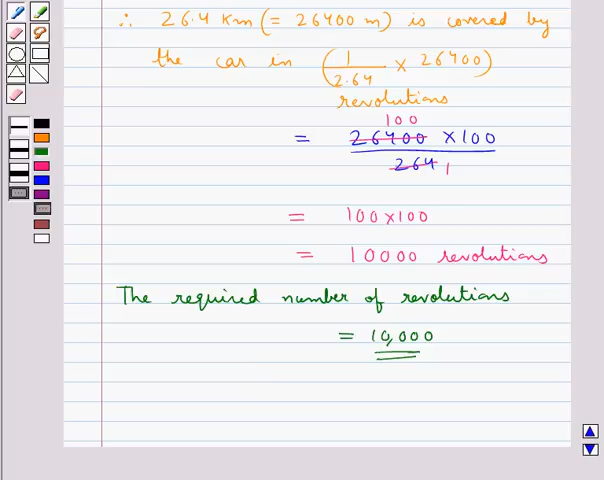 ∴ 26.4 Km (= 26400 m) is covered by
the car in (1/2.64 × 26400)
revolutions
100
= 26400 × 100
264 1
= 100 × 100
= 10000 revolutions
The required number of revolutions
= 10,000